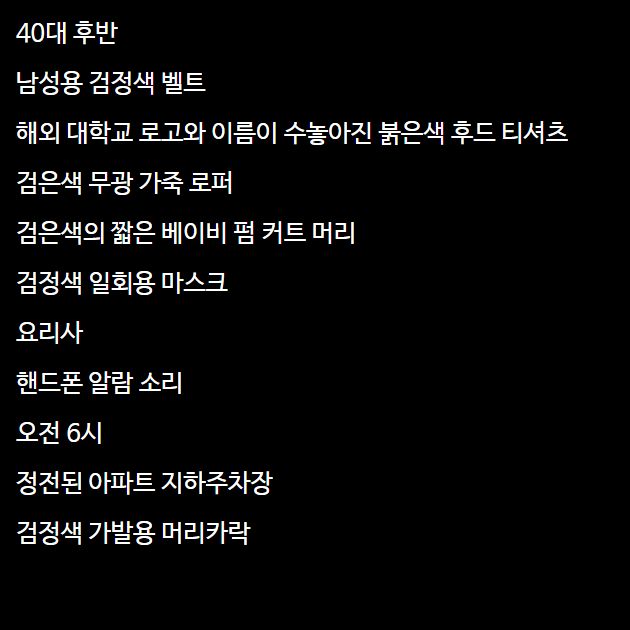 40대 후반
남성용 검정색 벨트
해외 대학교 로고와 이름이 수놓아진 붉은색 후드 티셔츠
검은색 무광 가죽 로퍼
검은색의 짧은 베이비 펌 커트 머리
검정색 일회용 마스크
요리사
핸드폰 알람 소리
오전 6시
정전된 아파트 지하주차장
검정색 가발용 머리카락